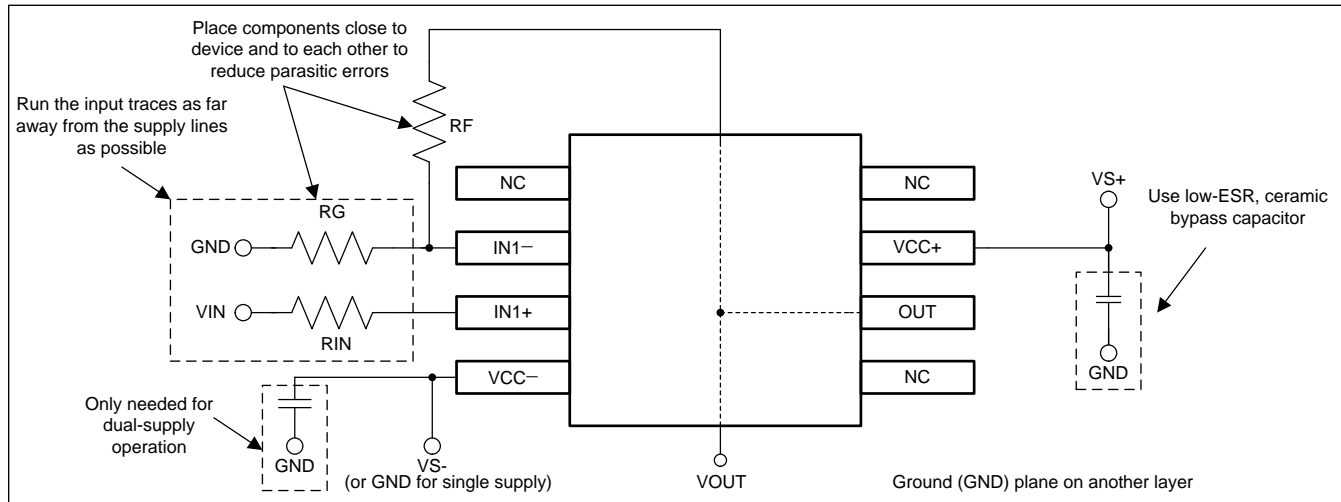 Place components close to
device and to each other to
reduce parasitic errors
Run the input traces as far
away from the supply lines
as possible
RF
NC
NC
VS+
Use low-ESR, ceramic
bypass capacitor
RG
GND
IN1−
VCC+
VIN
IN1+
OUT
RIN
VCC−
NC
GND
Only needed for
dual-supply
operation
GND
VS-
(or GND for single supply)
VOUT
Ground (GND) plane on another layer